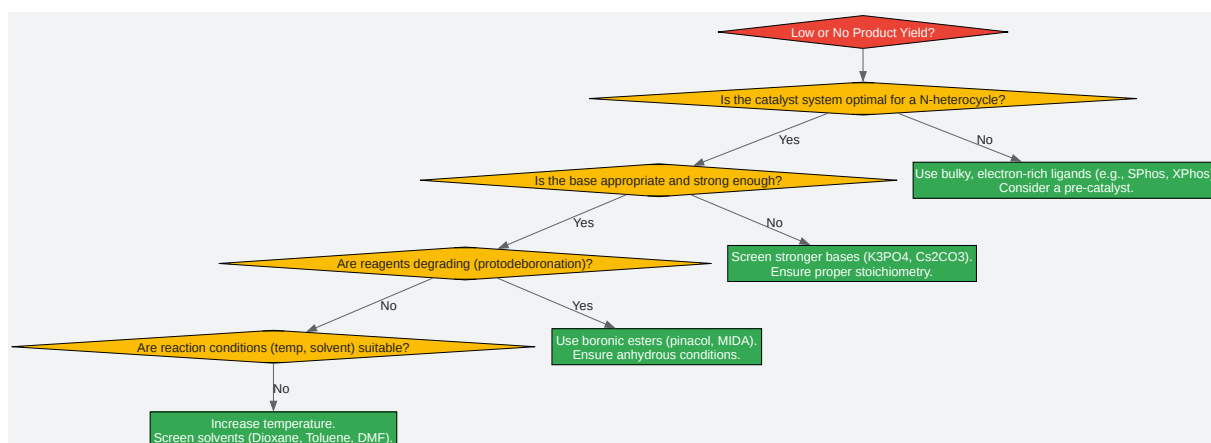 Low or No Product Yield?
Is the catalyst system optimal for a N-heterocycle?
Yes
No
Is the base appropriate and strong enough?
Use bulky, electron-rich ligands (e.g., SPhos, XPhos)
Consider a pre-catalyst.
Yes
No
Are reagents degrading (protodeboronation)?
Screen stronger bases (K3PO4, Cs2CO3).
Ensure proper stoichiometry.
No
Yes
Are reaction conditions (temp, solvent) suitable?
Use boronic esters (pinacol, MIDA).
Ensure anhydrous conditions.
No
Increase temperature.
Screen solvents (Dioxane, Toluene, DMF).